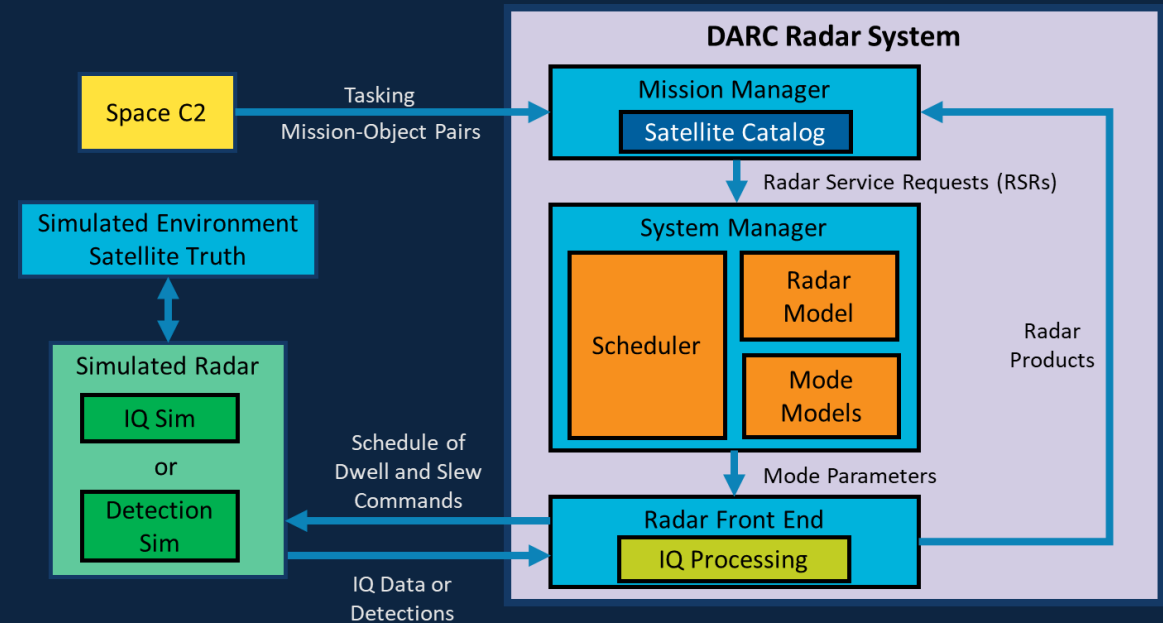 DARC Radar System
Space C2
Tasking
Mission-Object Pairs
Mission Manager
Satellite Catalog
Radar Service Requests (RSRs)
Simulated Environment
Satellite Truth
System Manager
Scheduler
Radar
Model
Mode
Models
Radar
Products
Simulated Radar
IQ Sim
or
Detection
Sim
Schedule of
Dwell and Slew
Commands
Mode Parameters
Radar Front End
IQ Processing
IQ Data or
Detections